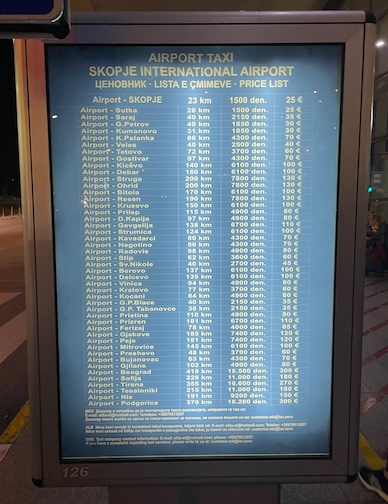 AIRPORT TAXI
SKOPJE INTERNATIONAL AIRPORT
ЦЕНОВНИК · LISTA E ÇMIMEVE · PRICE LIST
Airport - SKOPJE 23 km 1500 den. 25 €
Airport - Sutka 28 km 1500 den. 25 €
Airport - Saraj 40 km 2150 den. 35 €
Airport - G.Petrov 40 km 1850 den. 30 €
Airport - Kumanovo 31 km 1850 den. 30 €
Airport - K.Palanka 86 km 4300 den. 70 €
Airport - Veles 40 km 2500 den. 40 €
Airport - Tetovo 72 km 3700 den. 60 €
Airport - Gostivar 97 km 4300 den. 70 €
Airport - Kicevo 140 km 6100 den. 100 €
Airport - Debar 160 km 6100 den. 100 €
Airport - Struga 200 km 7800 den. 130 €
Airport - Ohrid 200 km 7800 den. 130 €
Airport - Bitola 170 km 6100 den. 100 €
Airport - Resen 190 km 7800 den. 130 €
Airport - Krusevo 150 km 6100 den. 100 €
Airport - Prilep 115 km 4900 den. 80 €
Airport - D.Kapija 97 km 4900 den. 80 €
Airport - Gevgelija 138 km 6700 den. 110 €
Airport - Strumica 124 km 6100 den. 100 €
Airport - Kavadarci 80 km 4300 den. 70 €
Airport - Negotino 80 km 4300 den. 70 €
Airport - Radovis 98 km 4900 den. 80 €
Airport - Stip 62 km 3600 den. 60 €
Airport - Sv.Nikole 40 km 2700 den. 45 €
Airport - Berovo 137 km 6100 den. 100 €
Airport - Delcevo 135 km 6100 den. 100 €
Airport - Vinica 94 km 4900 den. 80 €
Airport - Kratovo 77 km 3700 den. 60 €
Airport - Kocani 84 km 4900 den. 80 €
Airport - G.P.Blace 40 km 2150 den. 35 €
Airport - G.P. Tabanovce 38 km 2150 den. 35 €
Airport - Pristina 110 km 4900 den. 80 €
Airport - Prizren 181 km 6700 den. 110 €
Airport - Ferizaj 78 km 4000 den. 65 €
Airport - Gjakove 185 km 7400 den. 120 €
Airport - Peje 181 km 7400 den. 120 €
Airport - Mitrovice 145 km 6100 den. 100 €
Airport - Preshevo 48 km 3700 den. 60 €
Airport - Bujanovac 63 km 4300 den. 70 €
Airport - Gjilane 102 km 4900 den. 80 €
Airport - Beograd 418 km 18.500 den. 300 €
Airport - Sofija 228 km 11.000 den. 180 €
Airport - Tirana 355 km 16.600 den. 270 €
Airport - Tesaloniki 215 km 11.000 den. 180 €
Airport - Nis 191 km 9200 den. 150 €
Airport - Podgorica 370 km 18.200 den. 300 €
126